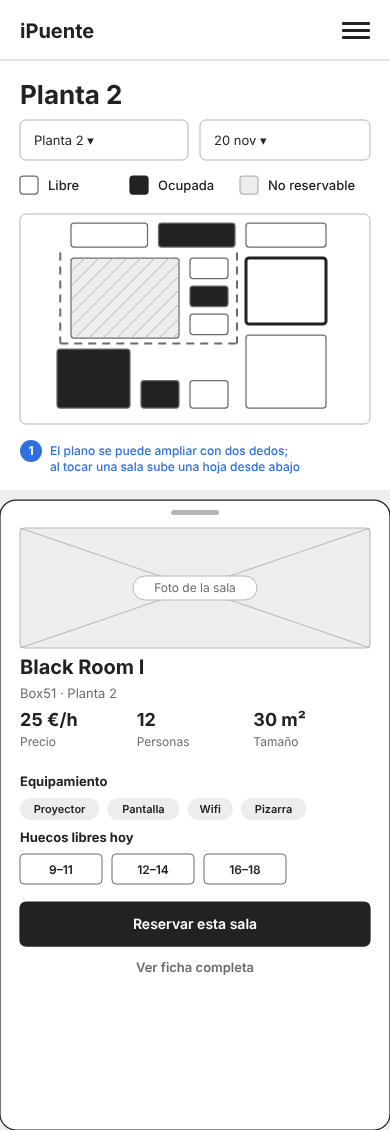 iPuente
Planta 2
Planta 2 ▾
20 nov ▾
Libre
Ocupada
No reservable
1
El plano se puede ampliar con dos dedos;
al tocar una sala sube una hoja desde abajo
Foto de la sala
Black Room I
Box51 · Planta 2
25 €/h
12
30 m²
Precio
Personas
Tamaño
Equipamiento
Proyector
Pantalla
Wifi
Pizarra
Huecos libres hoy
9–11
12–14
16–18
Reservar esta sala
Ver ficha completa